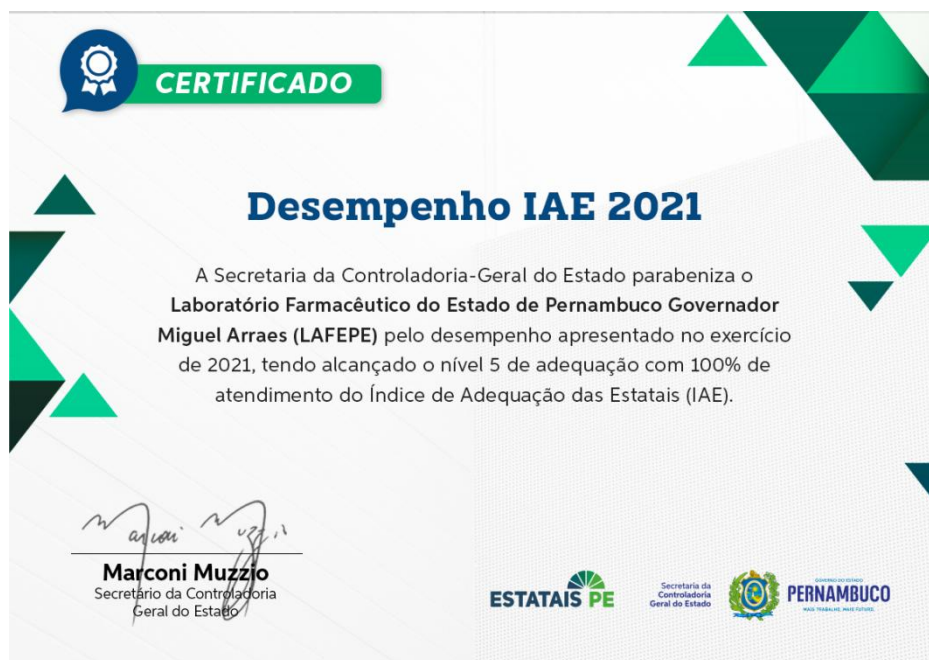 CERTIFICADO
Desempenho IAE 2021
A Secretaria da Controladoria-Geral do Estado parabeniza o
Laboratório Farmacêutico do Estado de Pernambuco Governador
Miguel Arraes (LAFEPE) pelo desempenho apresentado no exercício
de 2021, tendo alcançado o nível 5 de adequação com 100% de
atendimento do Índice de Adequação das Estatais (IAE).
Marconi Muzzio
Marconi Muzzio
Secretário da Controladoria
Geral do Estado
ESTATAIS PE
Secretaria da
Controladoria
Geral do Estado
GOVERNO DO ESTADO
PERNAMBUCO
MAIS TRABALHO, MAIS FUTURO.